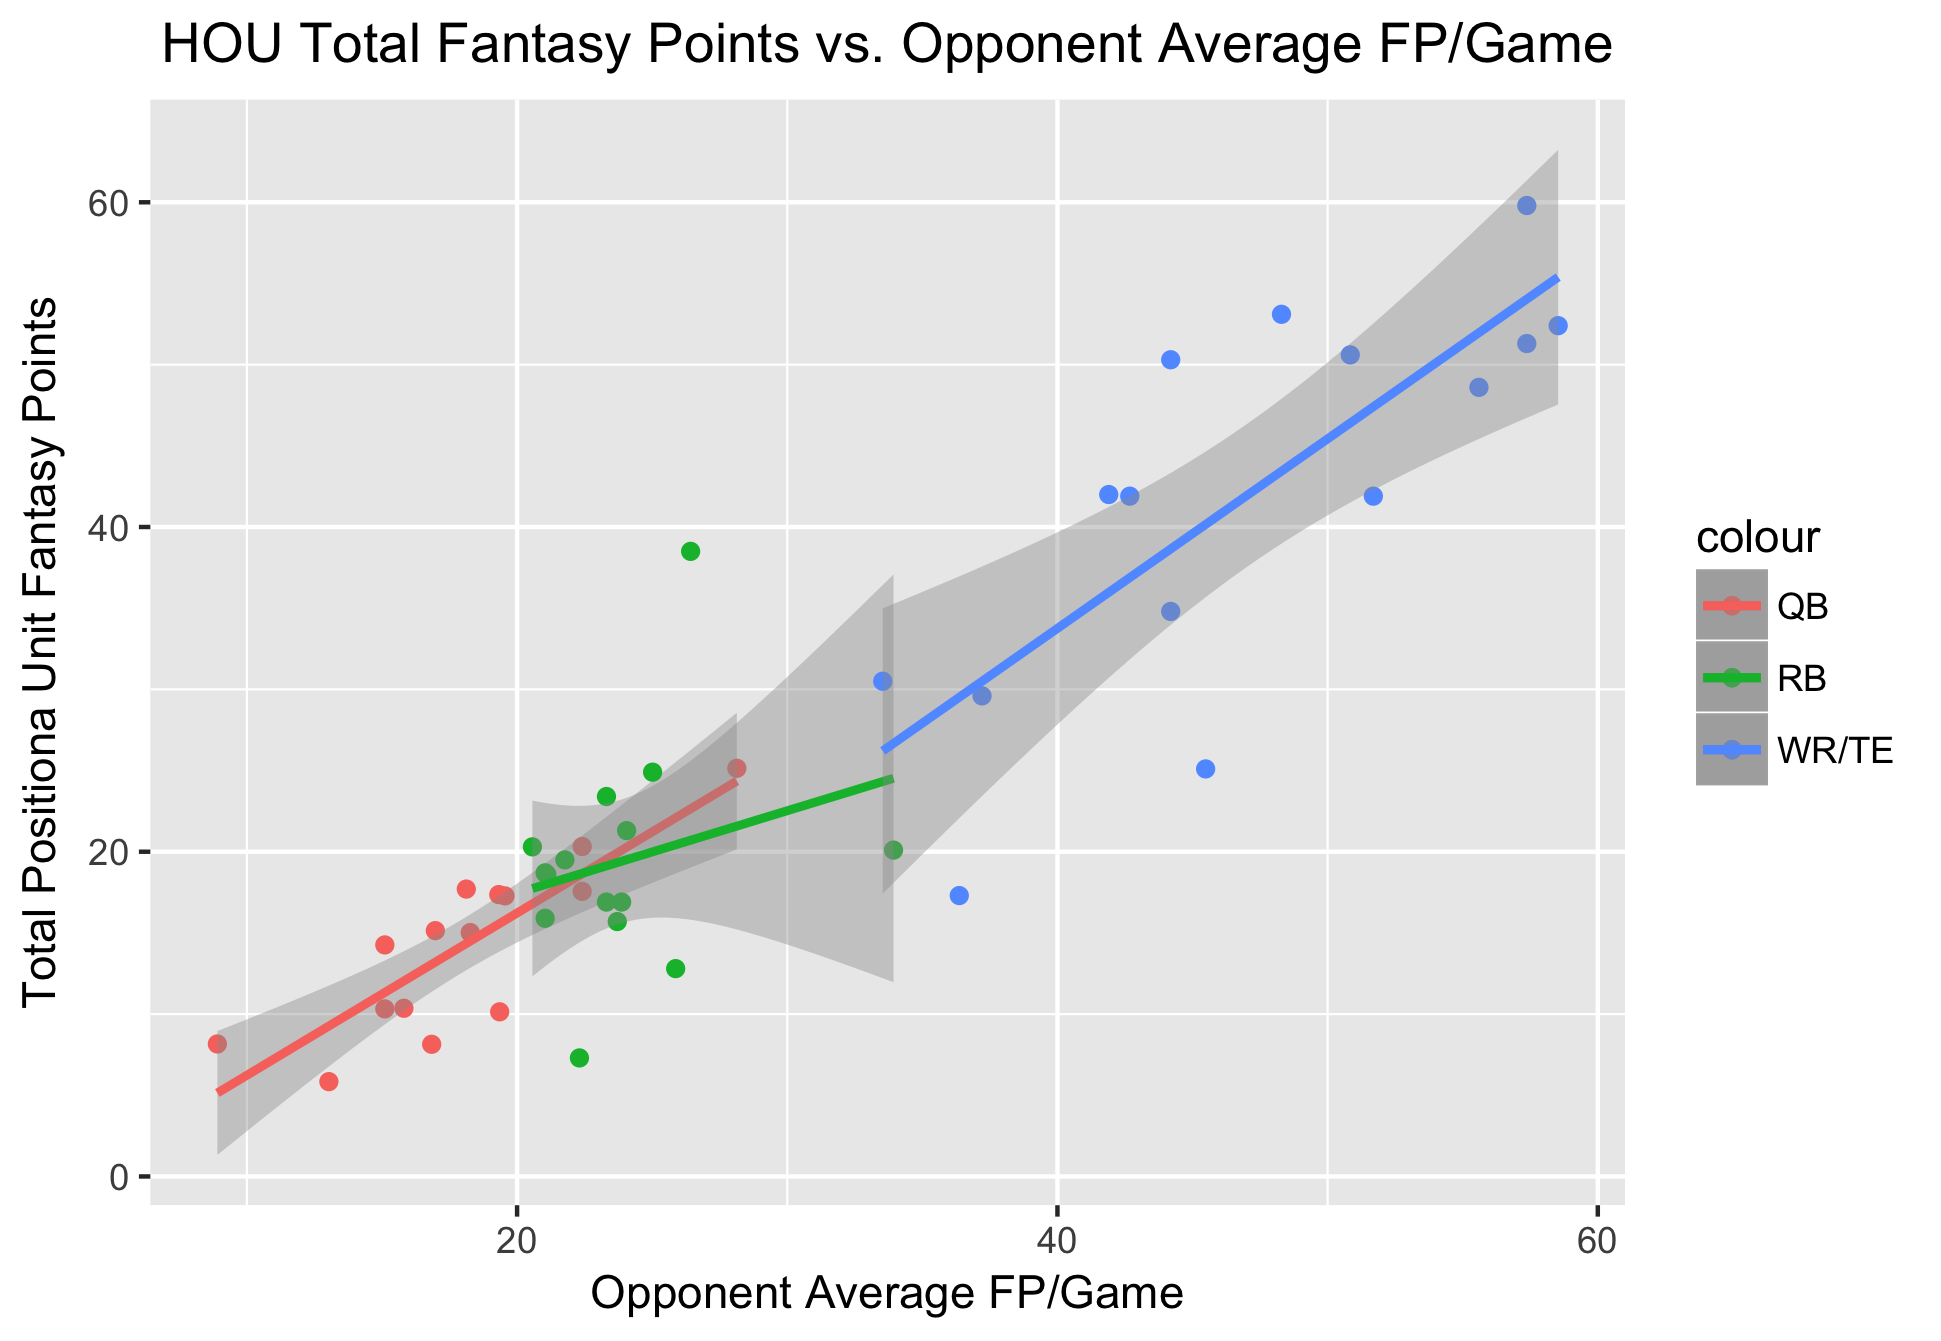 HOU Total Fantasy Points vs. Opponent Average FP/Game
Total Positiona Unit Fantasy Points
60
40
20
0
20
40
60
Opponent Average FP/Game
colour
QB
RB
WR/TE